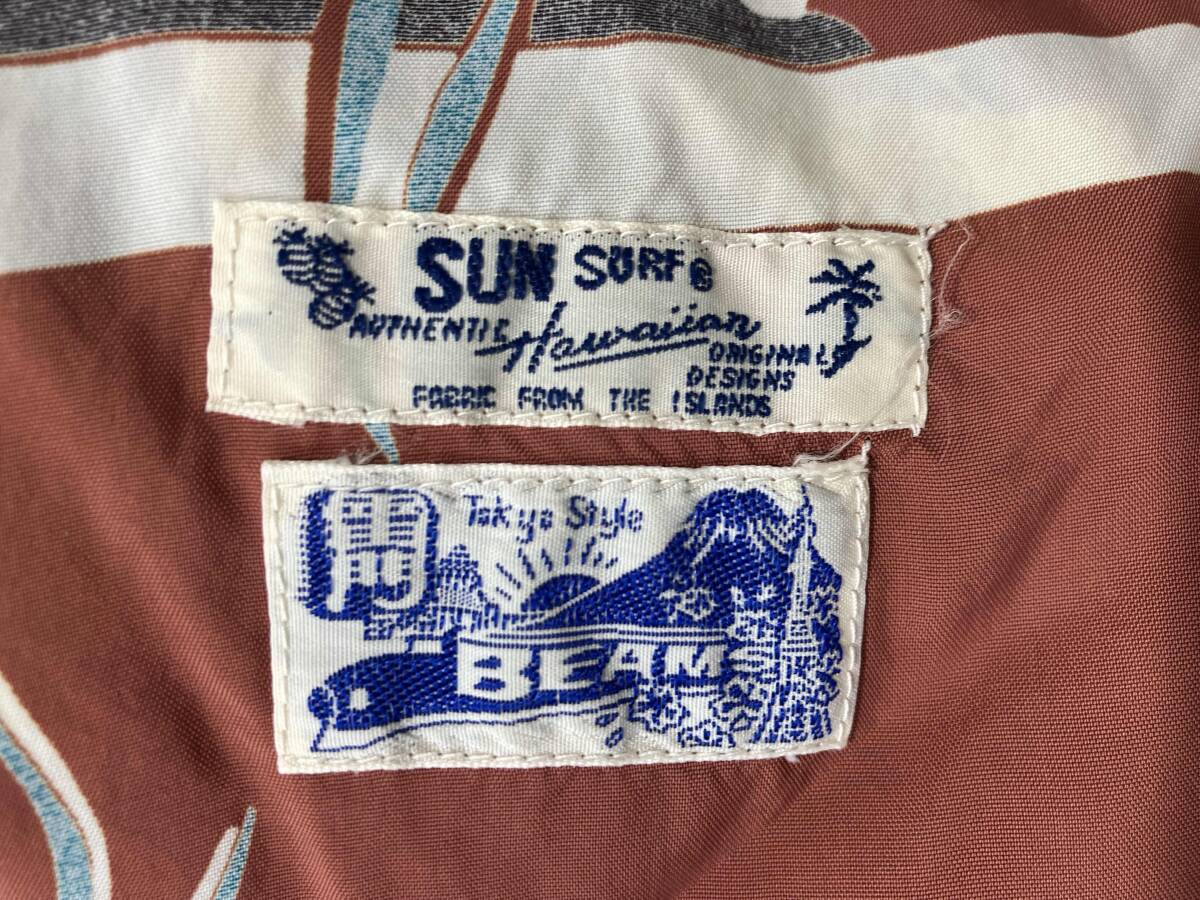 SUN SURF®
AUTHENTIC Hawaiian ORIGINAL
DESIGNS
FABRIC FROM THE ISLANDS
Tokyo Style
BEAMS